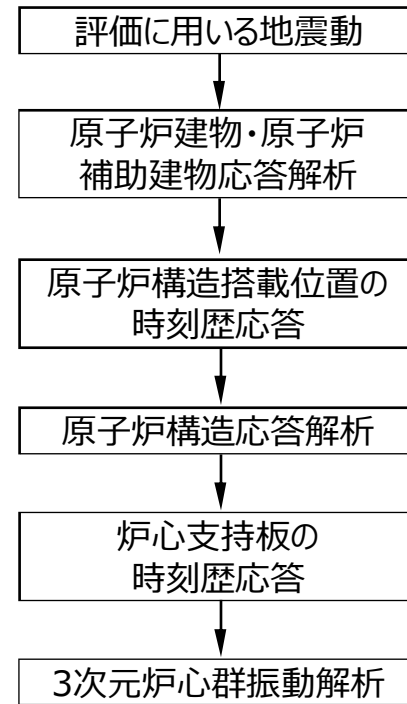 評価に用いる地震動
原子炉建物・原子炉
補助建物応答解析
原子炉構造搭載位置の
時刻歴応答
原子炉構造応答解析
炉心支持板の
時刻歴応答
3次元炉心群振動解析